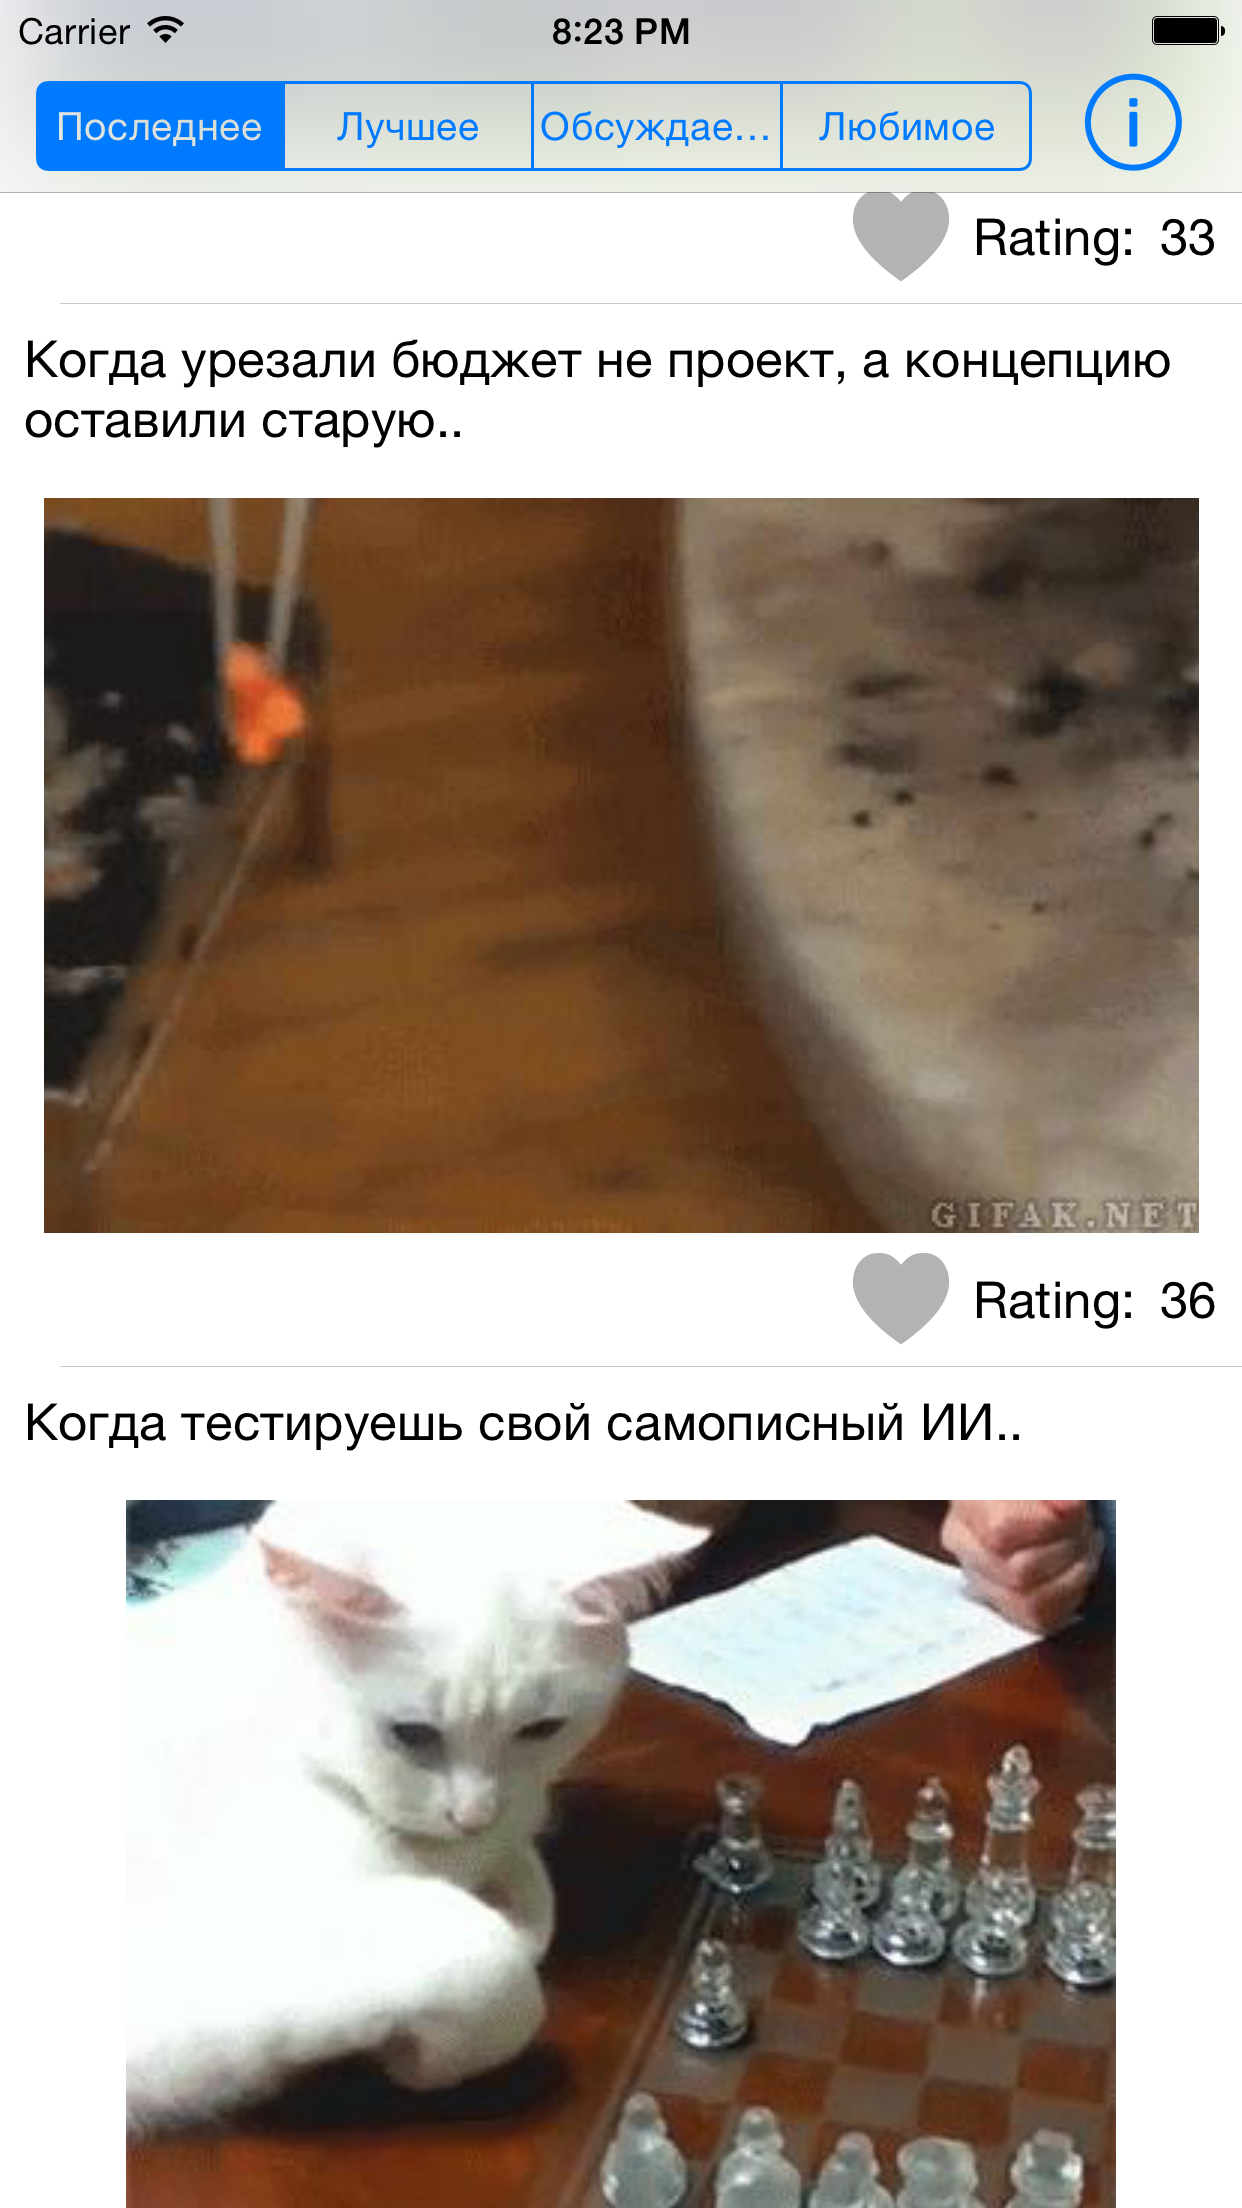 Carrier 8:23 PM
Последнее Лучшее Обсуждае... Любимое
Rating: 33
Когда урезали бюджет не проект, а концепцию
оставили старую..
GIFAK.NET
Rating: 36
Когда тестируешь свой самописный ИИ..